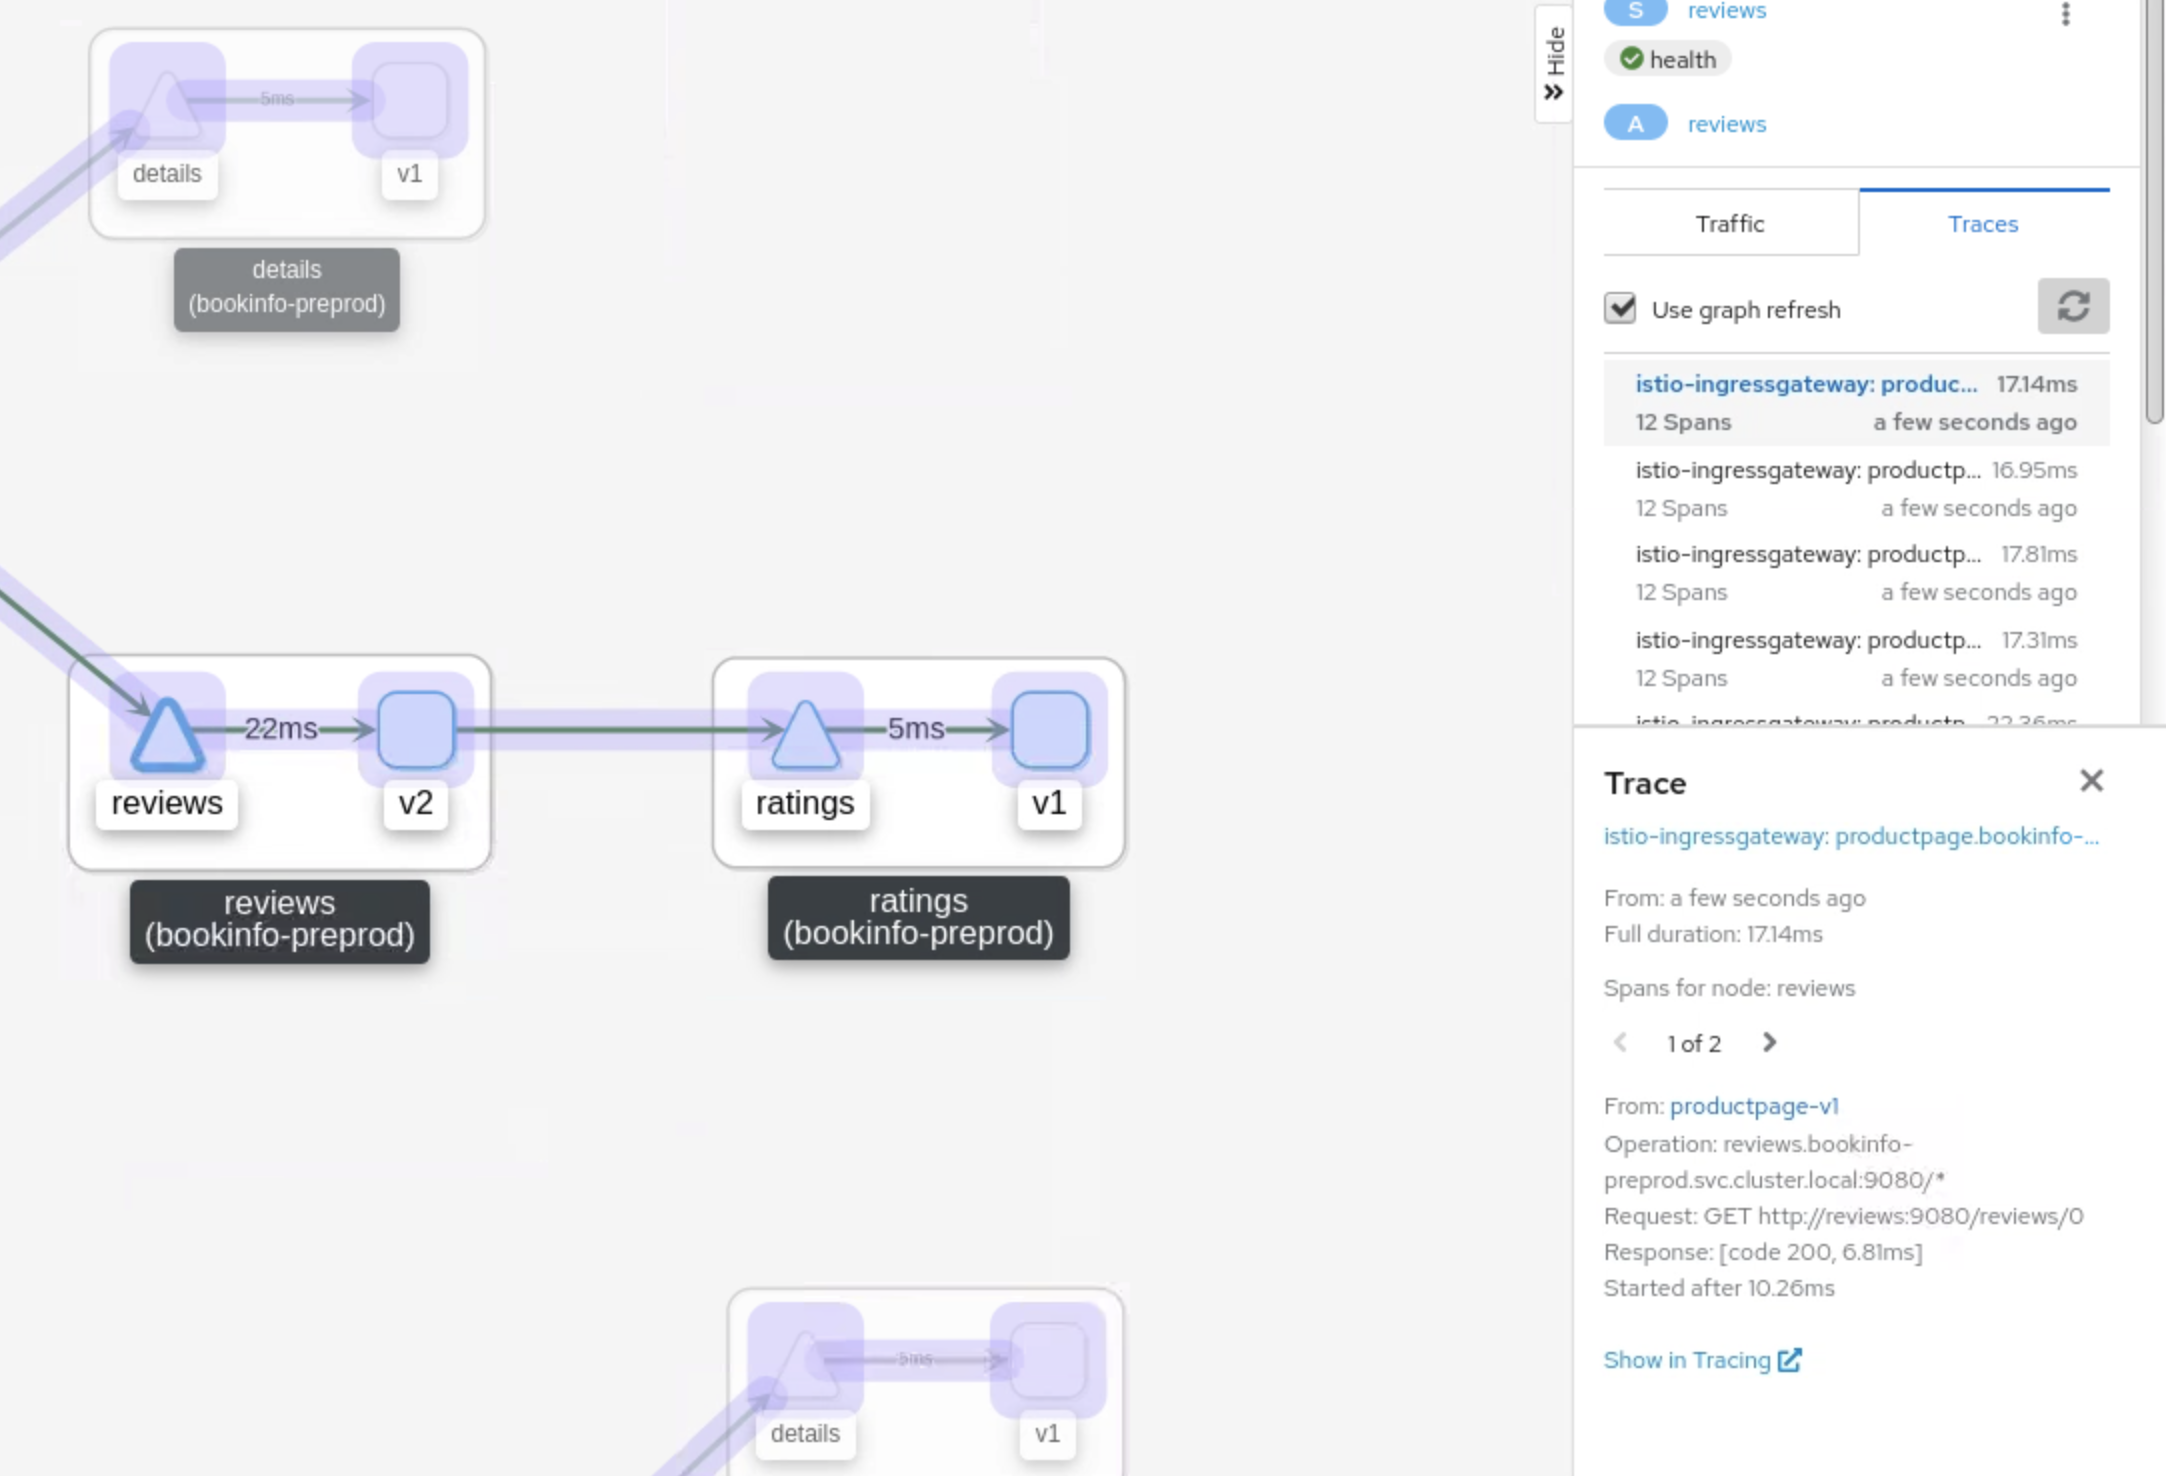 5ms
details
v1
details
(bookinfo-preprod)
22ms
5ms
reviews
v2
ratings
v1
reviews
(bookinfo-preprod)
ratings
(bookinfo-preprod)
5ms
details
v1
Hide
S reviews
health
A reviews
Traffic
Traces
Use graph refresh
istio-ingressgateway: produc... 17.14ms
12 Spans a few seconds ago
istio-ingressgateway: productp... 16.95ms
12 Spans a few seconds ago
istio-ingressgateway: productp... 17.81ms
12 Spans a few seconds ago
istio-ingressgateway: productp... 17.31ms
12 Spans a few seconds ago
istio-ingressgateway: productp... 22.36ms
Trace
istio-ingressgateway: productpage.bookinfo-...
From: a few seconds ago
Full duration: 17.14ms
Spans for node: reviews
1 of 2
From: productpage-v1
Operation: reviews.bookinfo-
preprod.svc.cluster.local:9080/*
Request: GET http://reviews:9080/reviews/0
Response: [code 200, 6.81ms]
Started after 10.26ms
Show in Tracing